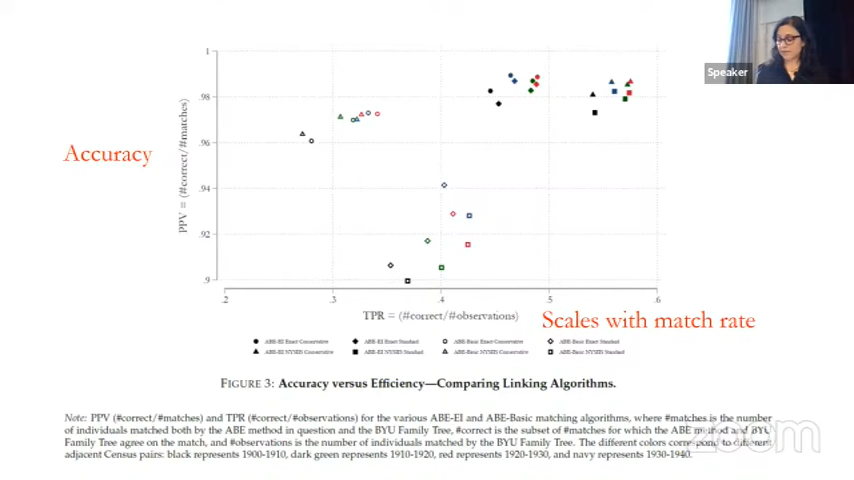 Speaker
1
.98
.96
.94
.92
.9
PPV = (#correct/#matches)
Accuracy
.2 .3 .4 .5 .6
TPR = (#correct/#observations)
Scales with match rate
ABE-EI Exact Conservative ABE-EI Exact Standard ABE-Basic Exact Conservative ABE-Basic Exact Standard
ABE-EI NYSIIS Conservative ABE-EI NYSIIS Standard ABE-Basic NYSIIS Conservative ABE-Basic NYSIIS Standard
FIGURE 3: Accuracy versus Efficiency—Comparing Linking Algorithms.
Note: PPV (#correct/#matches) and TPR (#correct/#observations) for the various ABE-EI and ABE-Basic matching algorithms, where #matches is the number
of individuals matched both by the ABE method in question and the BYU Family Tree, #correct is the subset of #matches for which the ABE method and BYU
Family Tree agree on the match, and #observations is the number of individuals matched by the BYU Family Tree. The different colors correspond to different
adjacent Census pairs: black represents 1900-1910, dark green represents 1910-1920, red represents 1920-1930, and navy represents 1930-1940.
zoom